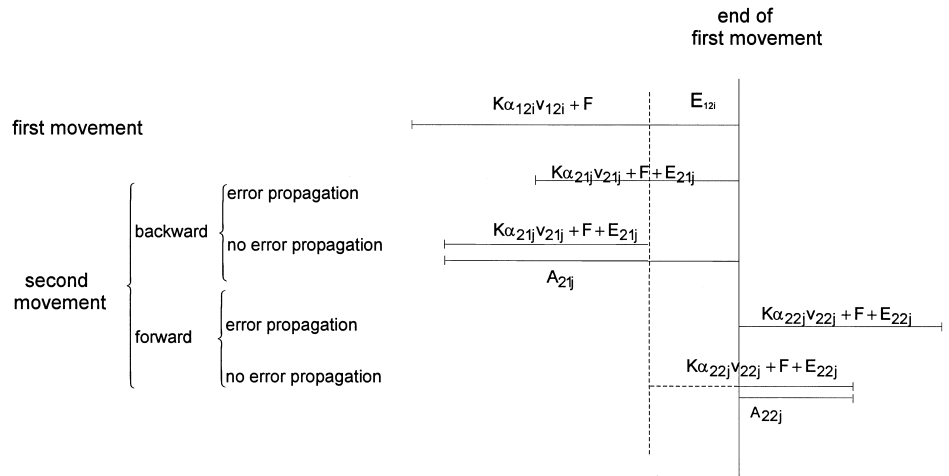 end of
first movement
Kα₁₂ᵢv₁₂ᵢ + F
E₁₂ᵢ
first movement
Kα₂₁ⱼv₂₁ⱼ + F + E₂₁ⱼ
error propagation
backward
Kα₂₁ⱼv₂₁ⱼ + F + E₂₁ⱼ
no error propagation
A₂₁ⱼ
second
movement
Kα₂₂ⱼv₂₂ⱼ + F + E₂₂ⱼ
error propagation
forward
Kα₂₂ⱼv₂₂ⱼ + F + E₂₂ⱼ
no error propagation
A₂₂ⱼ